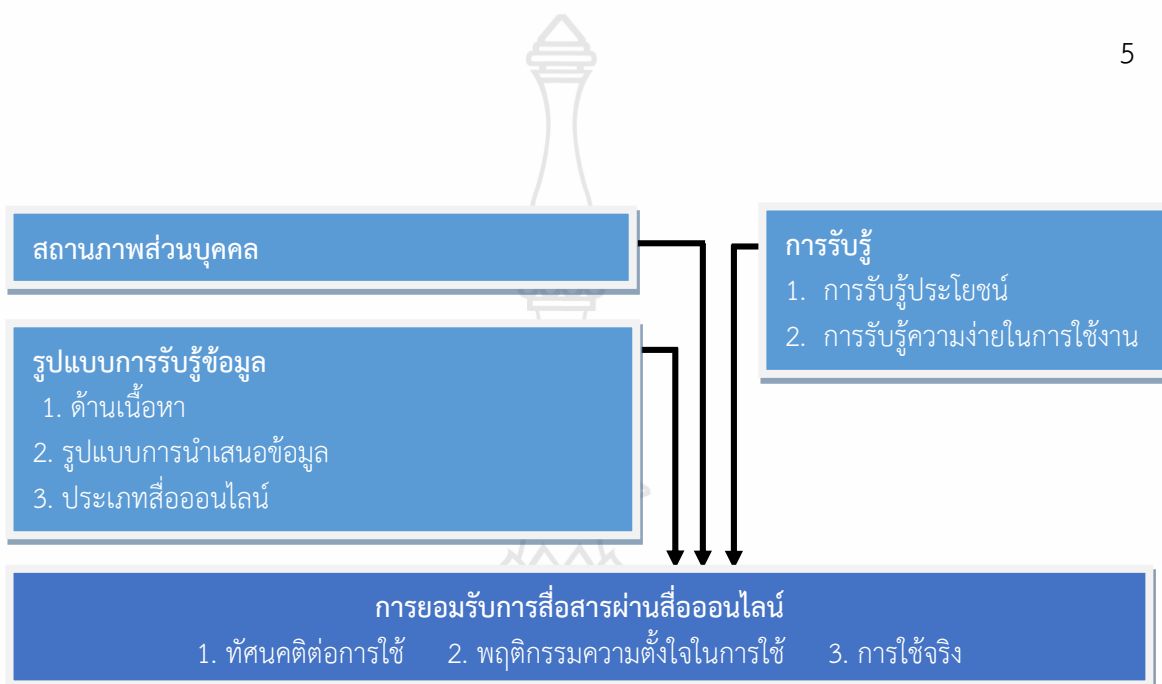 5
สถานภาพส่วนบุคคล
รูปแบบการรับรู้ข้อมูล
1. ด้านเนื้อหา
2. รูปแบบการนำเสนอข้อมูล
3. ประเภทสื่อออนไลน์
การรับรู้
1. การรับรู้ประโยชน์
2. การรับรู้ความง่ายในการใช้งาน
การยอมรับการสื่อสารผ่านสื่อออนไลน์
1. ทัศนคติต่อการใช้ 2. พฤติกรรมความตั้งใจในการใช้ 3. การใช้จริง